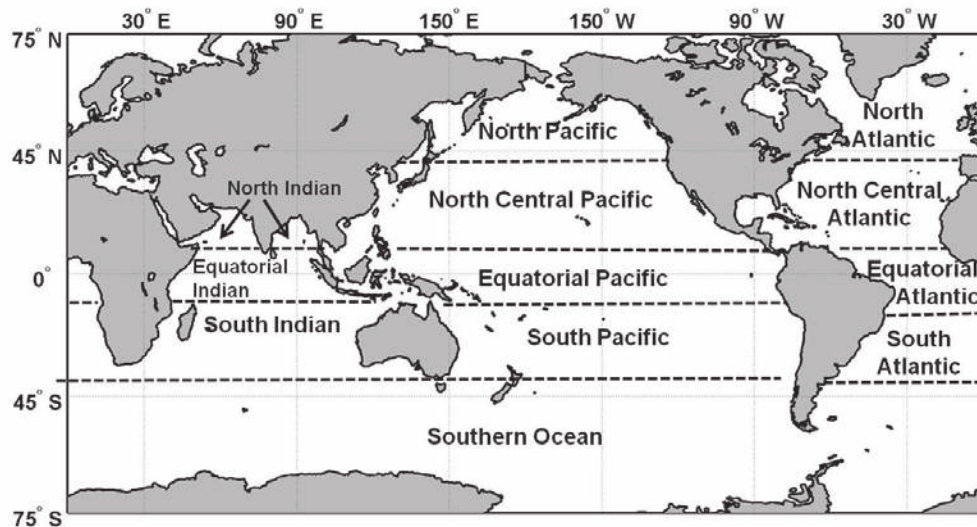 30° E 90° E 150° E 150° W 90° W 30° W
75° N
North Pacific
North
Atlantic
45° N
North Indian
North Central Pacific
North Central
Atlantic
0°
Equatorial
Indian
Equatorial Pacific
Equatorial
Atlantic
South Indian
South Pacific
South
Atlantic
45° S
Southern Ocean
75° S